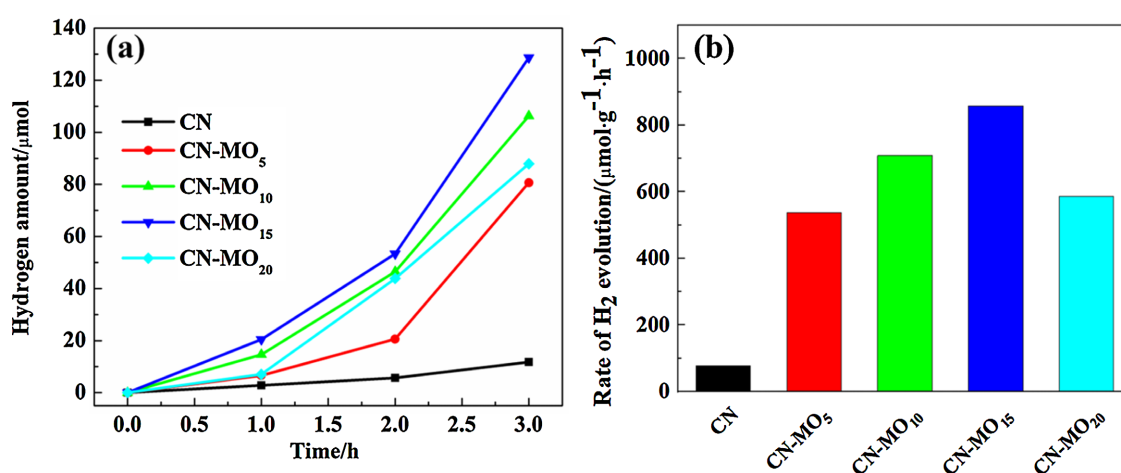 (a)
Hydrogen amount/μmol
140
120
100
80
60
40
20
0
CN
CN-MO5
CN-MO10
CN-MO15
CN-MO20
0.0 0.5 1.0 1.5 2.0 2.5 3.0
Time/h
(b)
Rate of H2 evolution/(μmol·g-1·h-1)
1000
800
600
400
200
0
CN
CN-MO5
CN-MO10
CN-MO15
CN-MO20